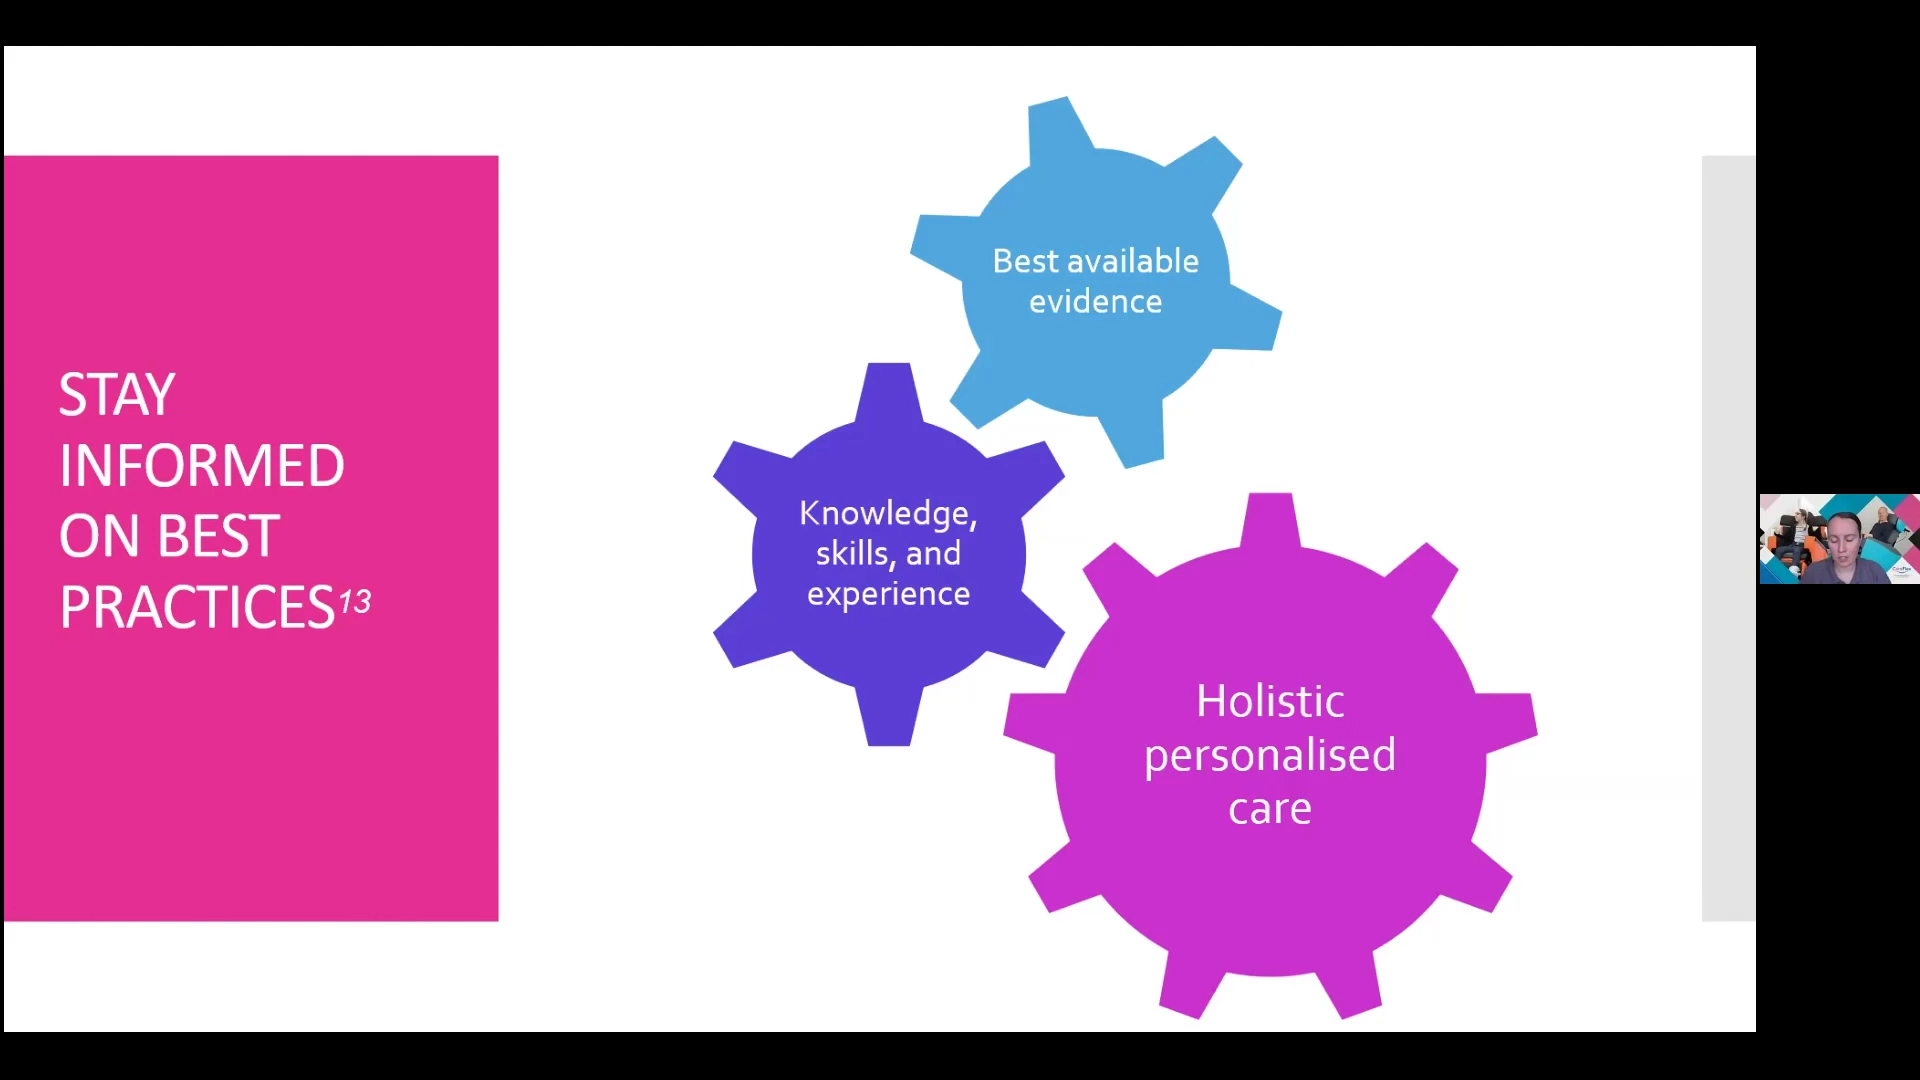 STAY
INFORMED
ON BEST
PRACTICES13
Best available
evidence
Knowledge,
skills, and
experience
Holistic
personalised
care